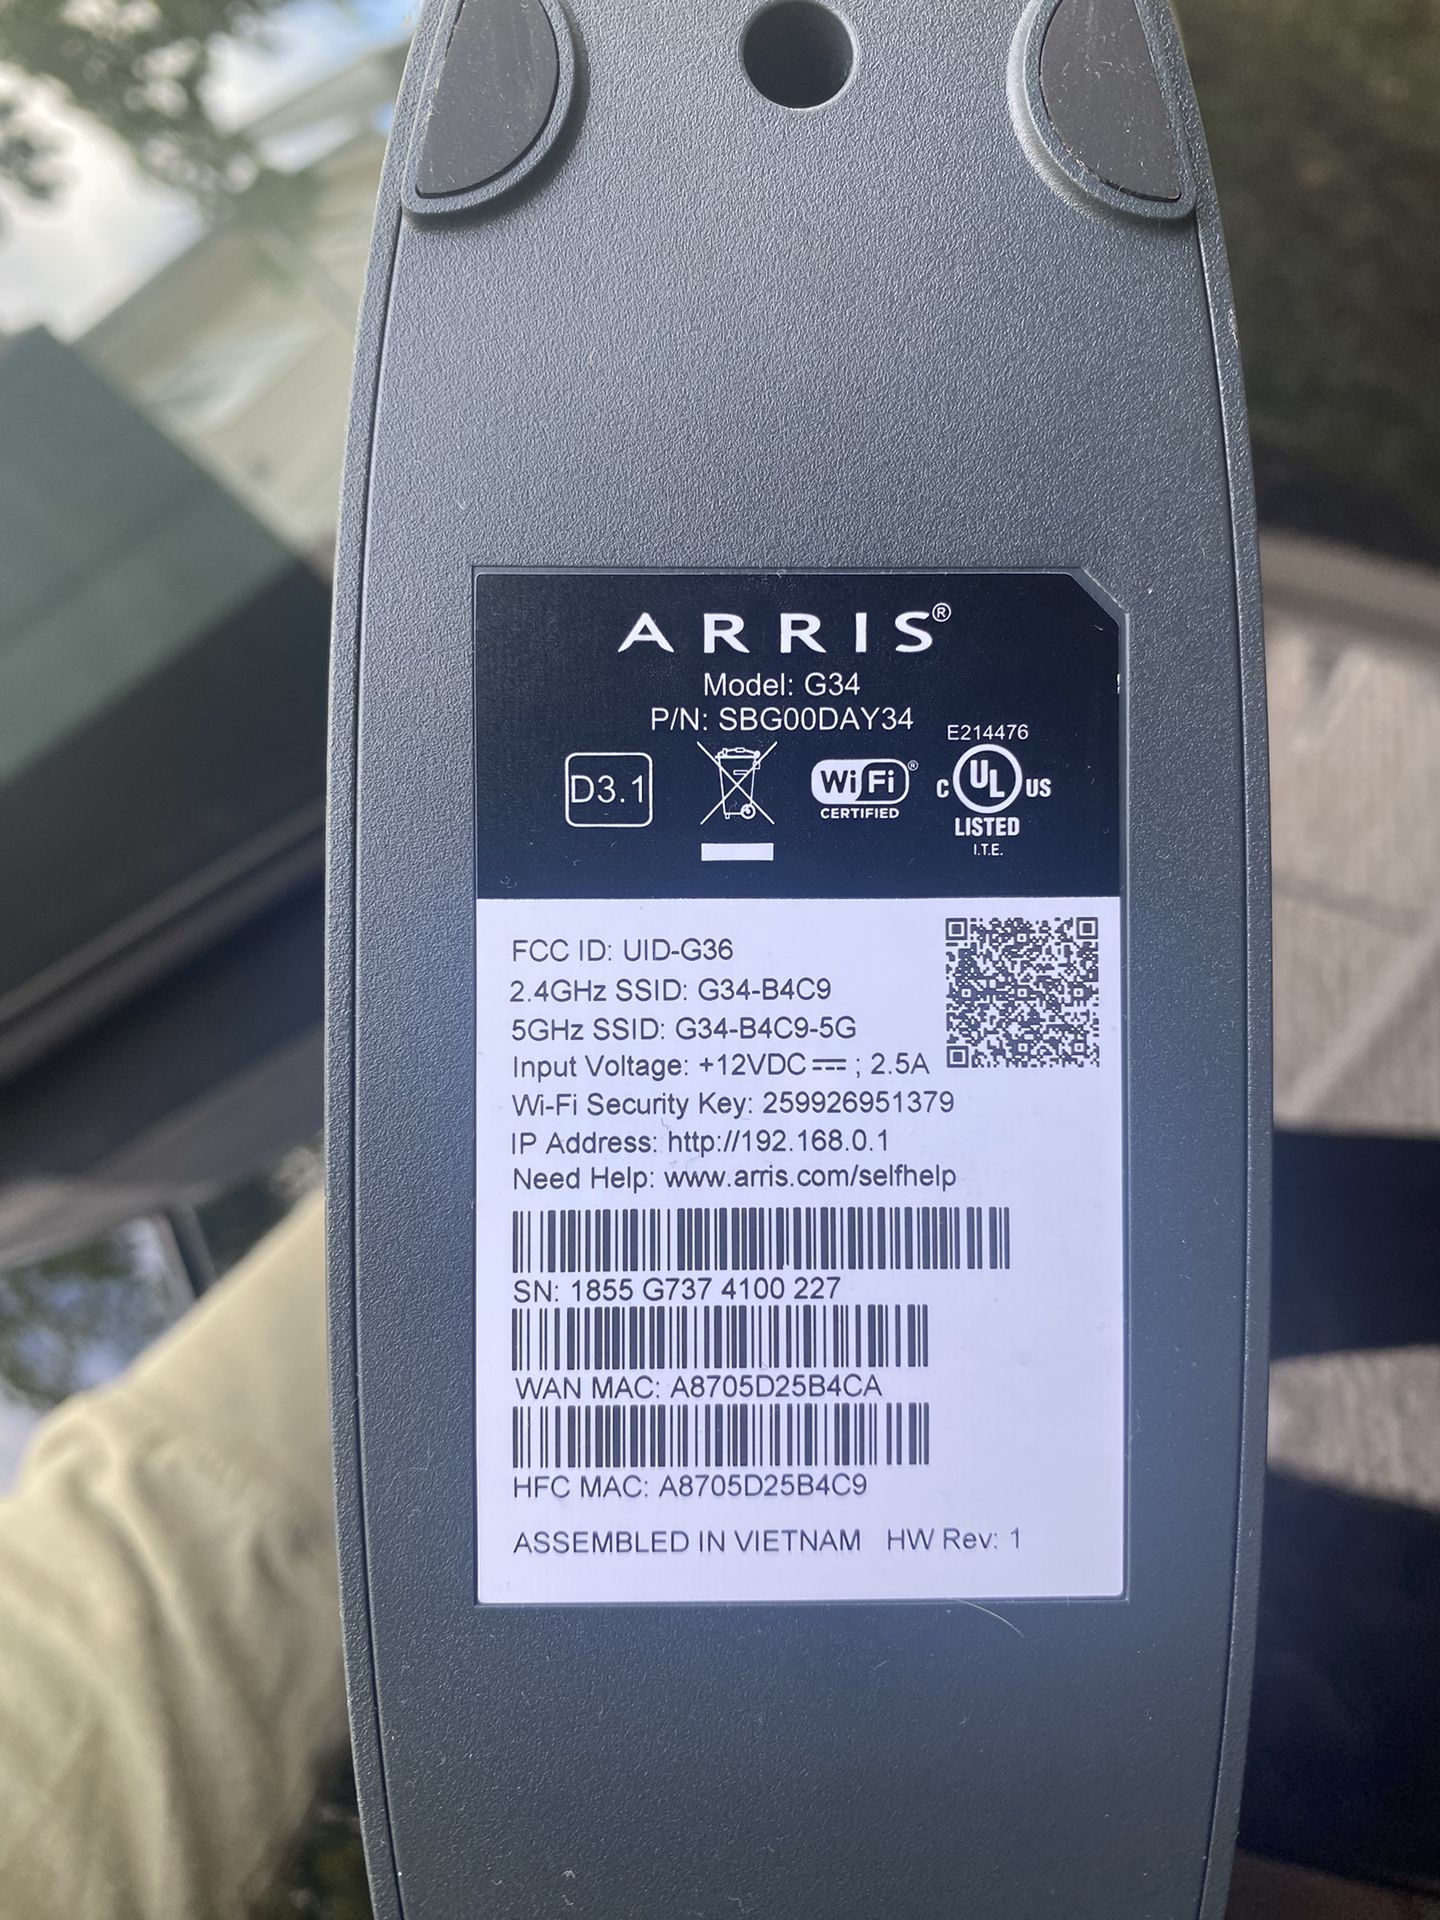 ARRIS®
Model: G34
P/N: SBG00DAY34
E214476
D3.1
Wi Fi®
CERTIFIED
C UL US
LISTED
I.T.E.
FCC ID: UID-G36
2.4GHz SSID: G34-B4C9
5GHz SSID: G34-B4C9-5G
Input Voltage: +12VDC⎓ ; 2.5A
Wi-Fi Security Key: 259926951379
IP Address: http://192.168.0.1
Need Help: www.arris.com/selfhelp
SN: 1855 G737 4100 227
WAN MAC: A8705D25B4CA
HFC MAC: A8705D25B4C9
ASSEMBLED IN VIETNAM HW Rev: 1